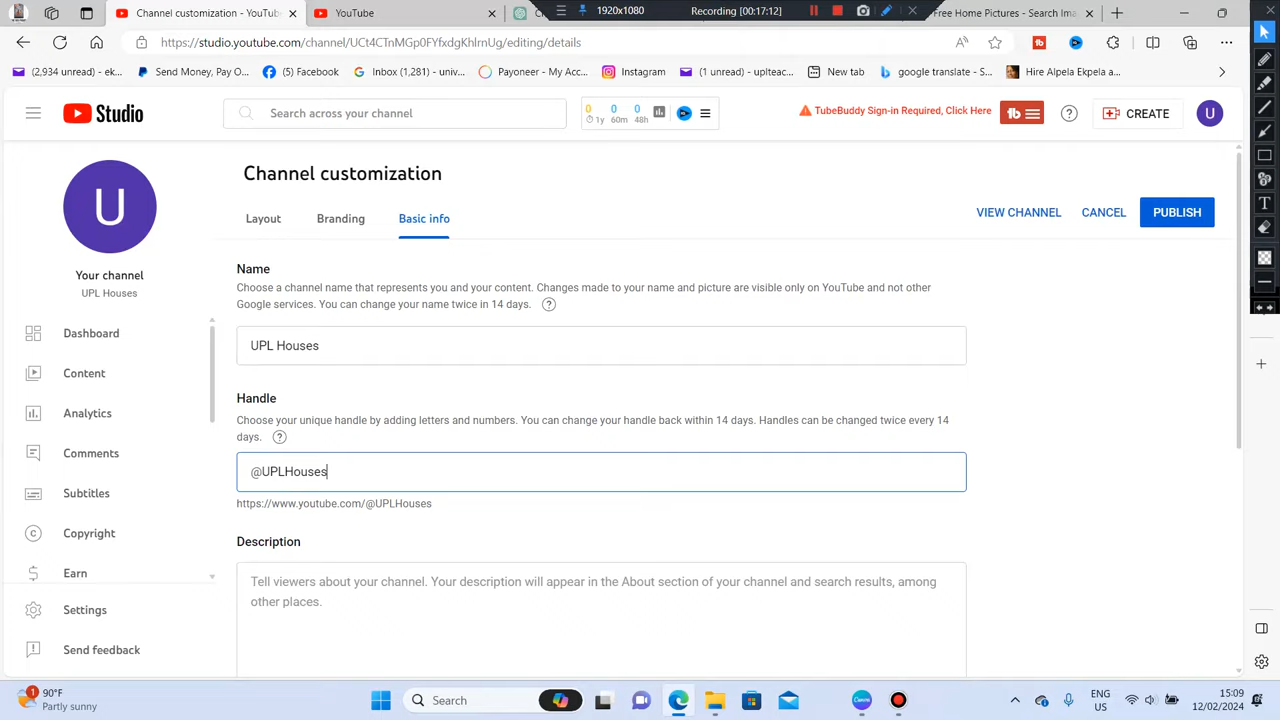 1920x1080
Recording [00:17:12]
Channel customization - YouTub
YouTube
Free Home Pictures - Search Ima
https://studio.youtube.com/channel/UCt4CTnMGp0FYfxdgKhlrnUg/editing/details
(2,934 unread) - ek...
Send Money, Pay O...
(5) Facebook
Inbox (1,281) - univ...
Payoneer — Global...
Instagram
(1 unread) - uplteac...
New tab
google translate - S...
Hire Alpela Ekpela a...
Studio
Search across your channel
0 0 0
1y 60m 48h
TubeBuddy Sign-in Required, Click Here
tb
CREATE
U
U
Your channel
UPL Houses
Dashboard
Content
Analytics
Comments
Subtitles
Copyright
Earn
Settings
Send feedback
Channel customization
Layout
Branding
Basic info
VIEW CHANNEL
CANCEL
PUBLISH
Name
Choose a channel name that represents you and your content. Changes made to your name and picture are visible only on YouTube and not other
Google services. You can change your name twice in 14 days.
UPL Houses
Handle
Choose your unique handle by adding letters and numbers. You can change your handle back within 14 days. Handles can be changed twice every 14
days.
@UPLHouses
https://www.youtube.com/@UPLHouses
Description
Tell viewers about your channel. Your description will appear in the About section of your channel and search results, among
other places.
1
90°F
Partly sunny
Search
ENG
US
15:09
12/02/2024